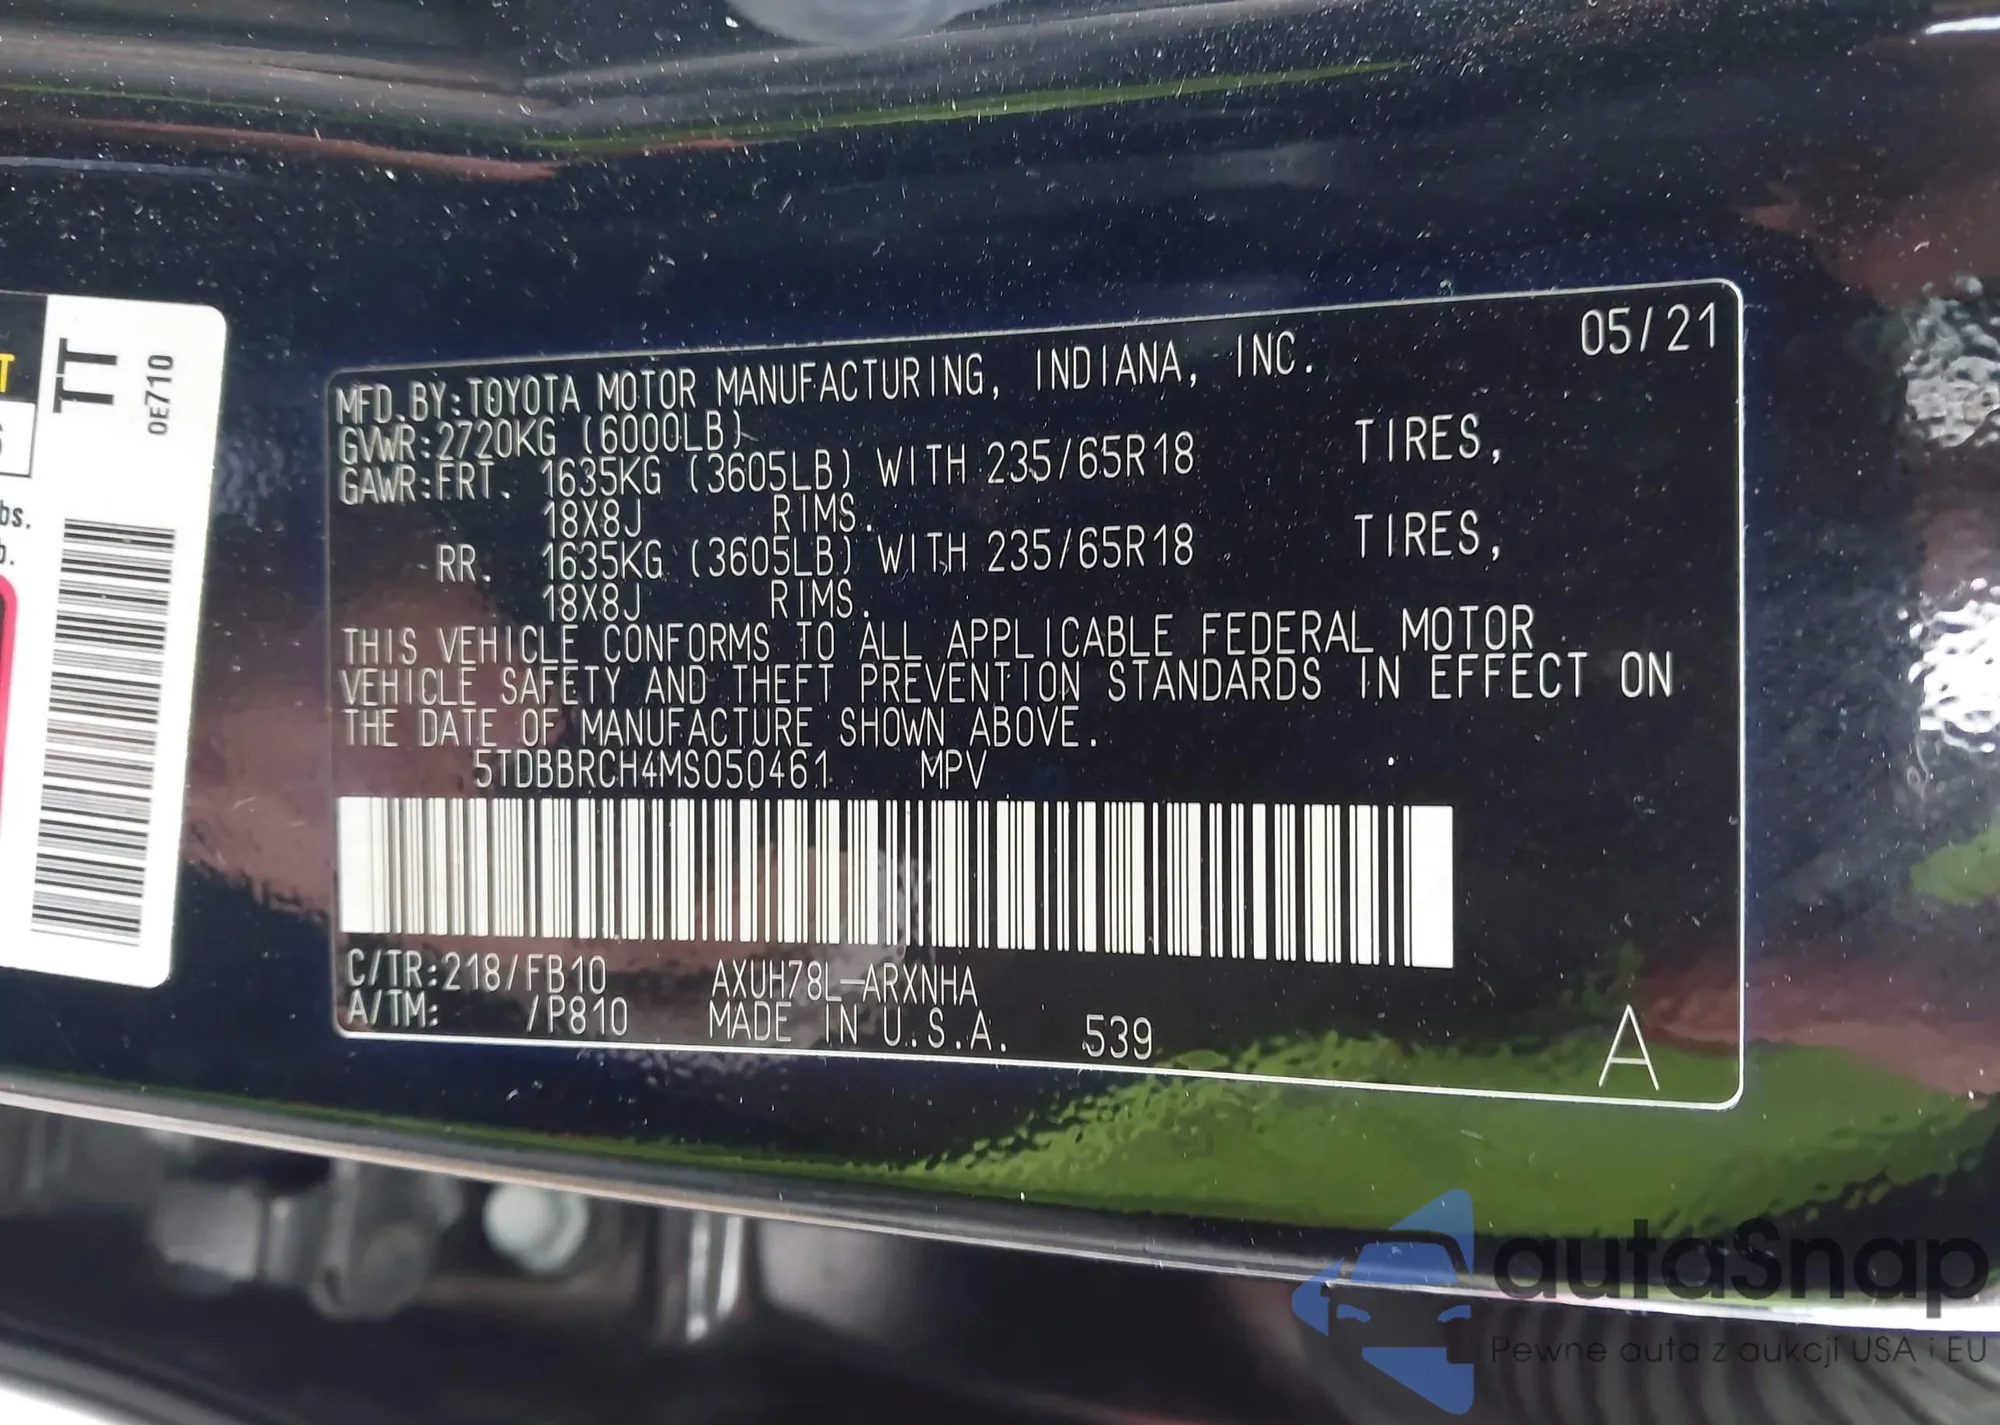 T
TT
0E710
bs.
b.
05/21
MFD.BY:TOYOTA MOTOR MANUFACTURING, INDIANA, INC.
GVWR:2720KG (6000LB)
GAWR:FRT. 1635KG (3605LB) WITH 235/65R18 TIRES,
18X8J RIMS.
RR. 1635KG (3605LB) WITH 235/65R18 TIRES,
18X8J RIMS.
THIS VEHICLE CONFORMS TO ALL APPLICABLE FEDERAL MOTOR
VEHICLE SAFETY AND THEFT PREVENTION STANDARDS IN EFFECT ON
THE DATE OF MANUFACTURE SHOWN ABOVE.
5TDBBRCH4MS050461 MPV
C/TR:218/FB10 AXUH78L-ARXNHA
A/TM: /P810 MADE IN U.S.A. 539
A
autaSnap
Pewne auta z aukcji USA i EU